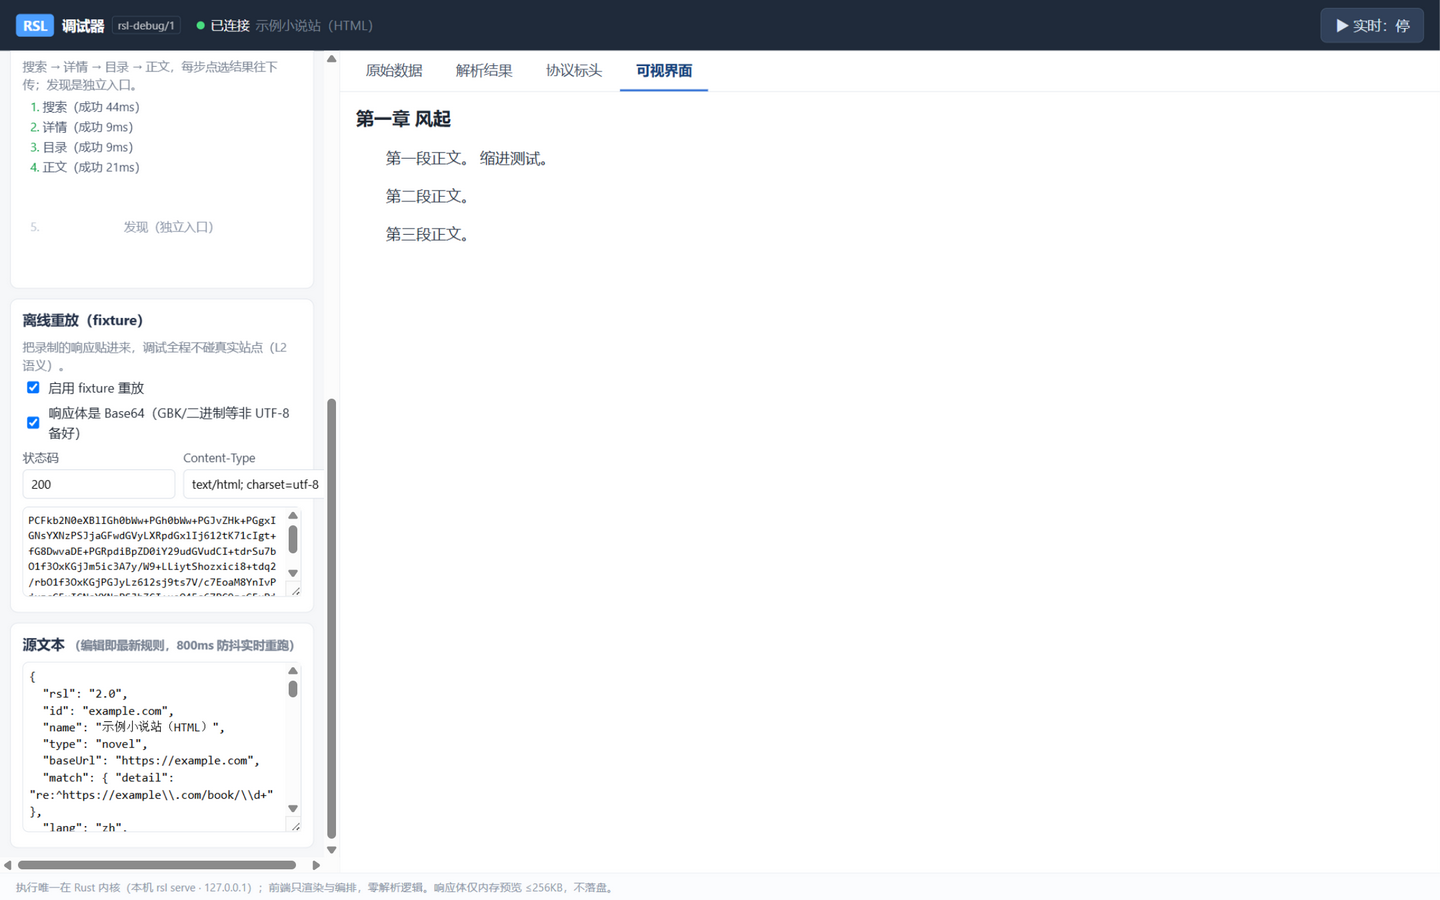 RSL 调试器 rsl-debug/1 已连接 示例小说站（HTML） ▶ 实时：停
搜索 → 详情 → 目录 → 正文，每步点选结果往下
传；发现是独立入口。
1. 搜索（成功 44ms）
2. 详情（成功 9ms）
3. 目录（成功 9ms）
4. 正文（成功 21ms）
5. 发现（独立入口）
离线重放（fixture）
把录制的响应贴进来，调试全程不碰真实站点（L2
语义）。
启用 fixture 重放
响应体是 Base64（GBK/二进制等非 UTF-8
备好）
状态码 Content-Type
200 text/html; charset=utf-8
PCFkb2N0eXBlIGh0bWw+PGh0bWw+PGJvZHk+PGgxI
GNsYXNzPSJjaGFwdGVyLXRpdGxlIj612tK71cIgt+
fG8DwvaDE+PGRpdiBpZD0iY29udGVudCI+tdrSu7b
O1f3OxKGjJm5ic3A7y/W9+LLiytShozxici8+tdq2
/rbO1f3OxKGjPGJyLz612sj9ts7V/c7EoaM8YnIvP
源文本 （编辑即最新规则，800ms 防抖实时重跑）
{
"rsl": "2.0",
"id": "example.com",
"name": "示例小说站（HTML）",
"type": "novel",
"baseUrl": "https://example.com",
"match": { "detail":
"re:^https://example\\.com/book/\\d+"
},
"lang": "zh",
原始数据 解析结果 协议标头 可视界面
第一章 风起
第一段正文。 缩进测试。
第二段正文。
第三段正文。
执行唯一在 Rust 内核（本机 rsl serve · 127.0.0.1）；前端只渲染与编排，零解析逻辑。响应体仅内存预览 ≤256KB，不落盘。